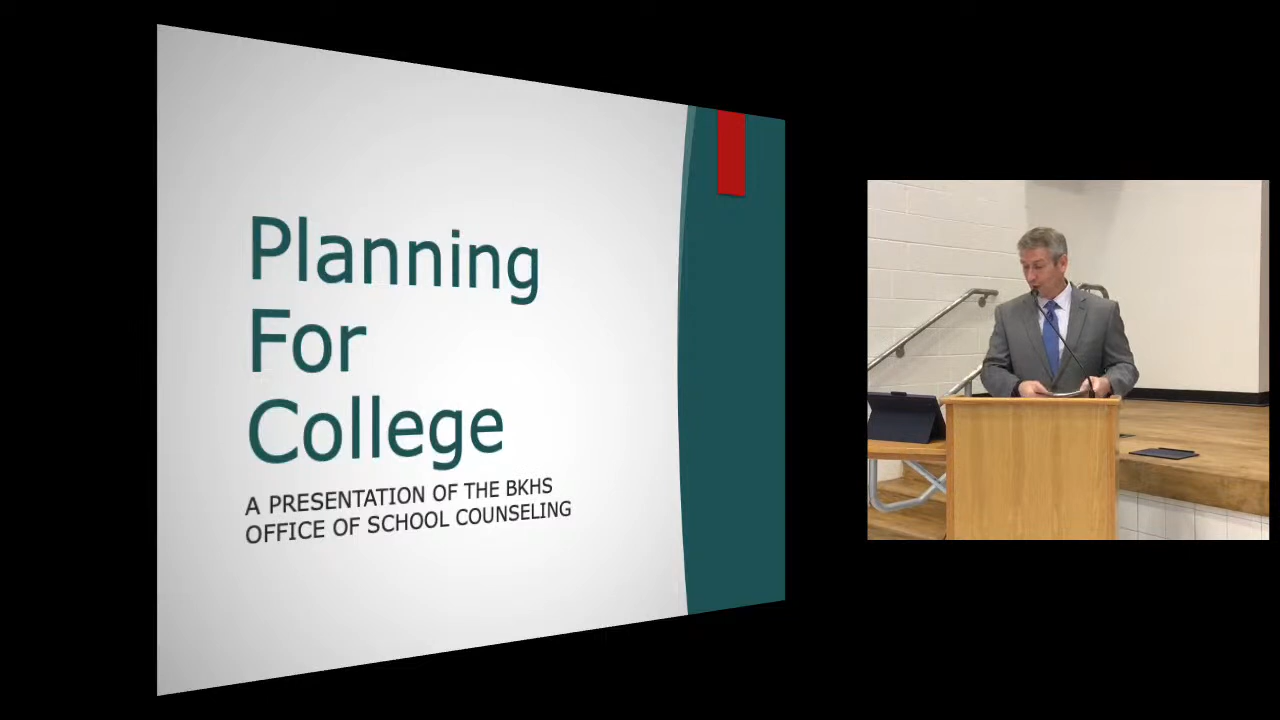 Planning
For
College
A PRESENTATION OF THE BKHS
OFFICE OF SCHOOL COUNSELING